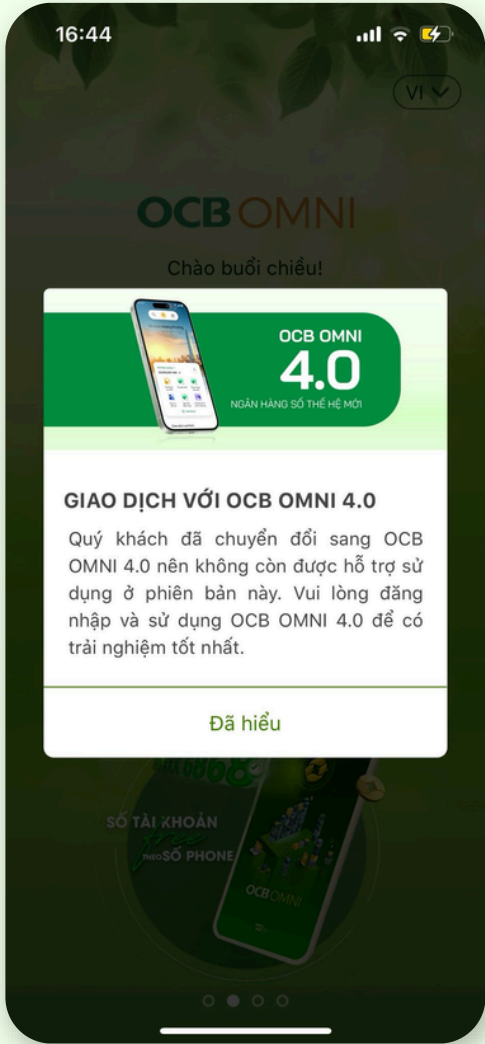 16:44
VI
OCB OMNI
Chào buổi chiều!
OCB OMNI
4.0
NGÂN HÀNG SỐ THẾ HỆ MỚI
GIAO DỊCH VỚI OCB OMNI 4.0
Quý khách đã chuyển đổi sang OCB
OMNI 4.0 nên không còn được hỗ trợ sử
dụng ở phiên bản này. Vui lòng đăng
nhập và sử dụng OCB OMNI 4.0 để có
trải nghiệm tốt nhất.
Đã hiểu
6868
SỐ TÀI KHOẢN
free
THEO SỐ PHONE
OCB OMNI